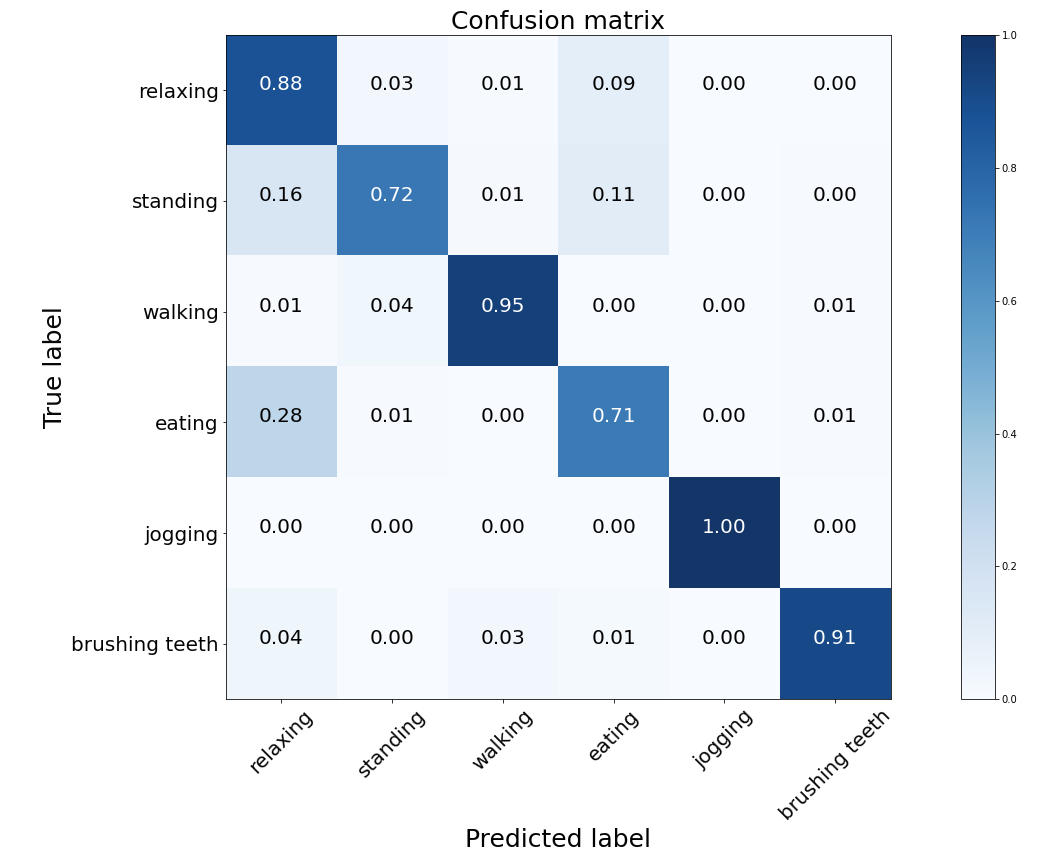 Confusion matrix
True label
relaxing 0.88 0.03 0.01 0.09 0.00 0.00
standing 0.16 0.72 0.01 0.11 0.00 0.00
walking 0.01 0.04 0.95 0.00 0.00 0.01
eating 0.28 0.01 0.00 0.71 0.00 0.01
jogging 0.00 0.00 0.00 0.00 1.00 0.00
brushing teeth 0.04 0.00 0.03 0.01 0.00 0.91
relaxing standing walking eating jogging brushing teeth
Predicted label
1.0
0.8
0.6
0.4
0.2
0.0